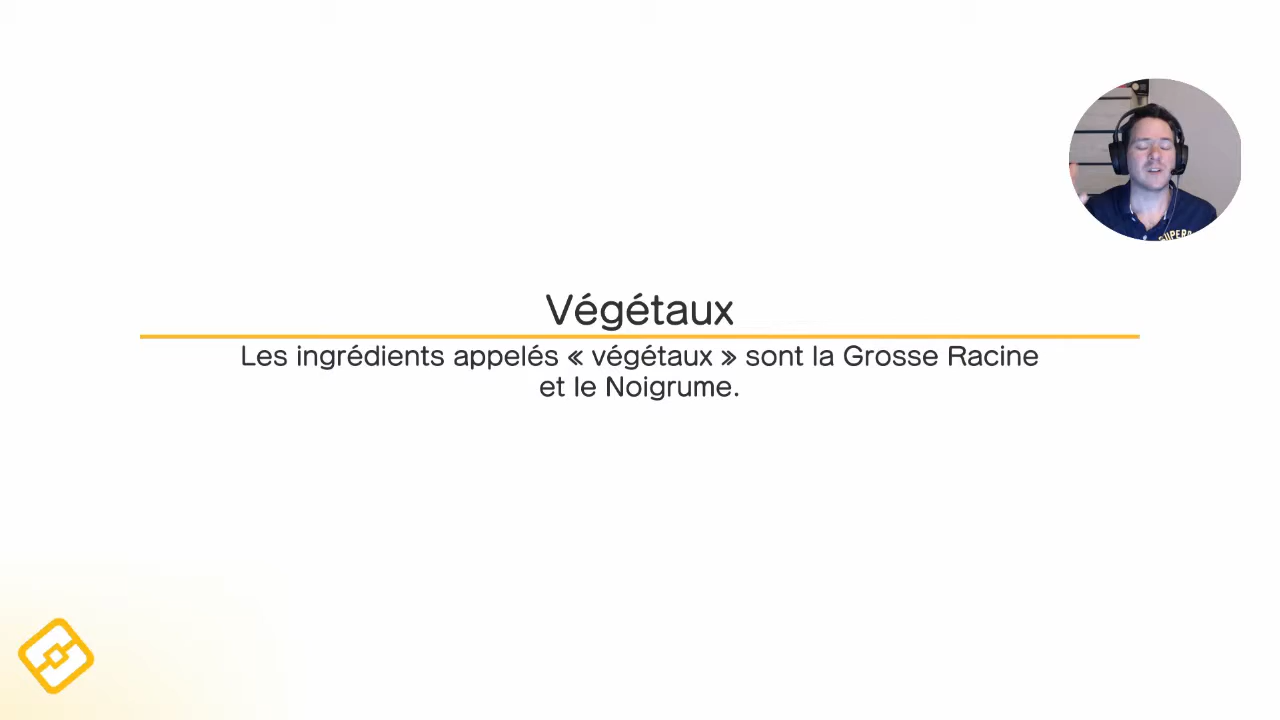 Végétaux
Les ingrédients appelés « végétaux » sont la Grosse Racine
et le Noigrume.